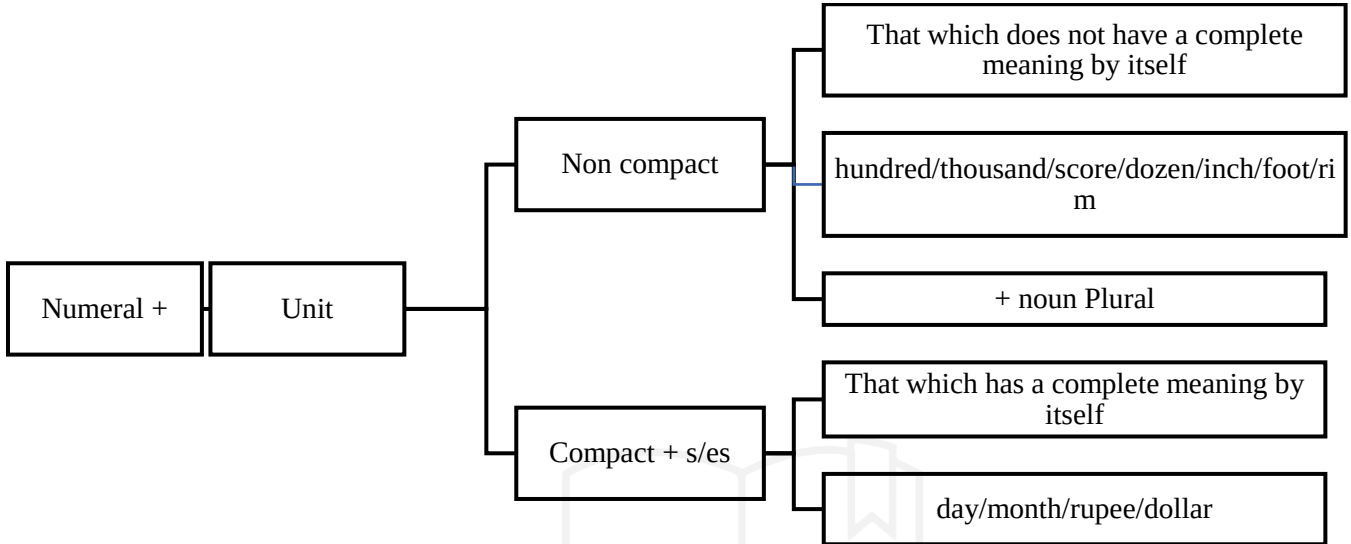 That which does not have a complete
meaning by itself
Non compact
hundred/thousand/score/dozen/inch/foot/ri
m
Numeral +
Unit
+ noun Plural
That which has a complete meaning by
itself
Compact + s/es
day/month/rupee/dollar